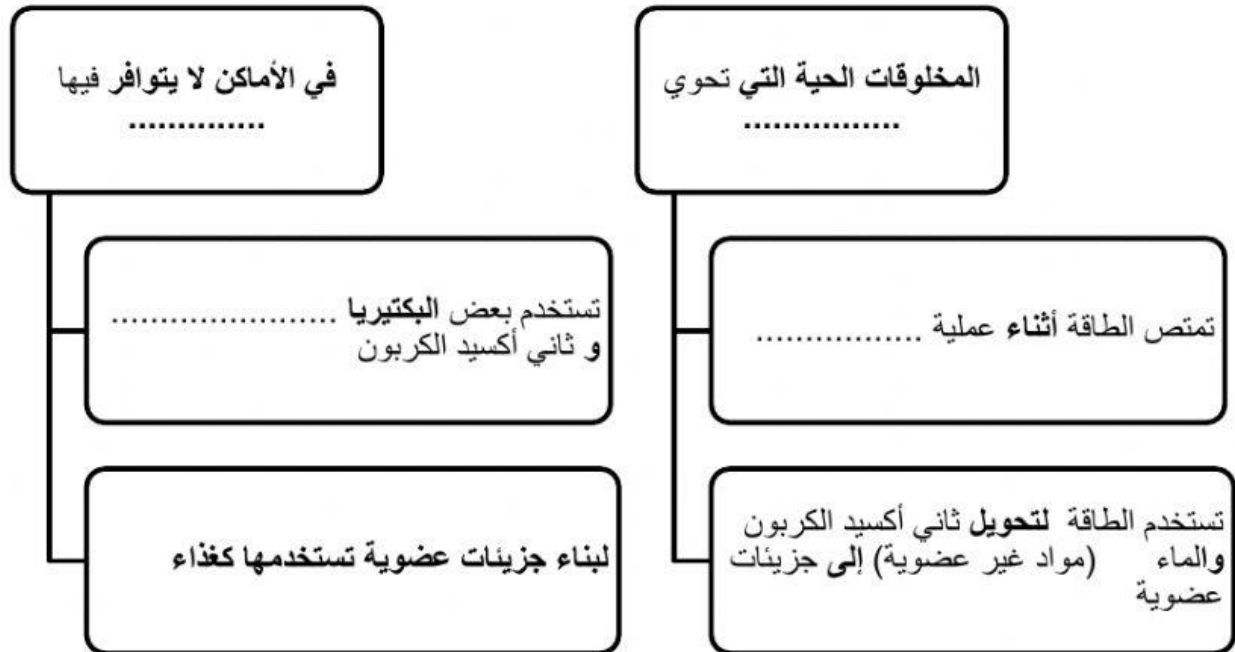 المخلوقات الحية التي تحوي
................
تمتص الطاقة أثناء عملية .................
تستخدم الطاقة لتحويل ثاني أكسيد الكربون
والماء (مواد غير عضوية) إلى جزيئات
عضوية
في الأماكن لا يتوافر فيها
..............
تستخدم بعض البكتيريا .......................
و ثاني أكسيد الكربون
لبناء جزيئات عضوية تستخدمها كغذاء